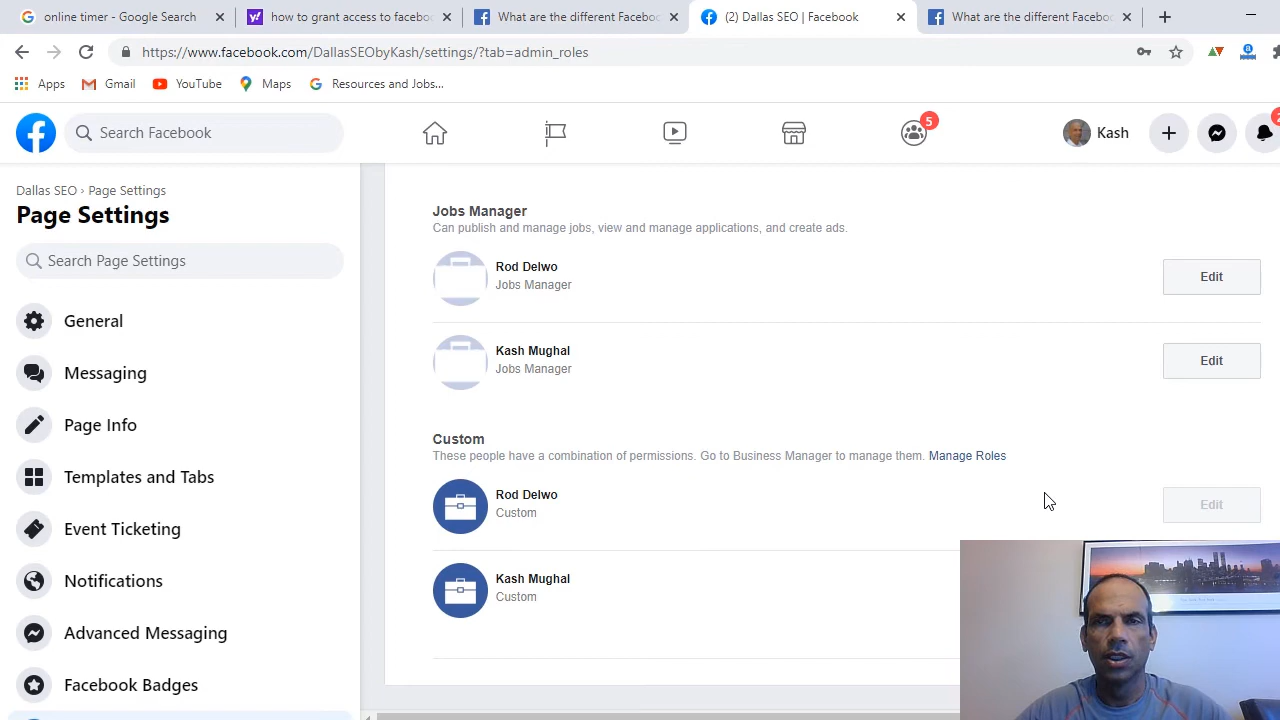 online timer - Google Search
how to grant access to facebo
What are the different Faceboo
(2) Dallas SEO | Facebook
What are the different Faceboo
https://www.facebook.com/DallasSEObyKash/settings/?tab=admin_roles
Apps
Gmail
YouTube
Maps
Resources and Jobs...
Search Facebook
5
Kash
2
Dallas SEO › Page Settings
Page Settings
Search Page Settings
General
Messaging
Page Info
Templates and Tabs
Event Ticketing
Notifications
Advanced Messaging
Facebook Badges
Jobs Manager
Can publish and manage jobs, view and manage applications, and create ads.
Rod Delwo
Jobs Manager
Edit
Kash Mughal
Jobs Manager
Edit
Custom
These people have a combination of permissions. Go to Business Manager to manage them. Manage Roles
Rod Delwo
Custom
Edit
Kash Mughal
Custom